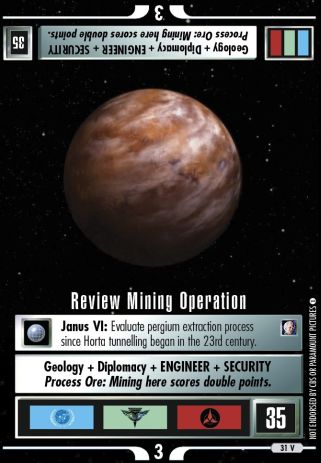 3
35
Geology + Diplomacy + ENGINEER + SECURITY
Process Ore: Mining here scores double points.
Review Mining Operation
Janus VI: Evaluate pergium extraction process
since Horta tunnelling began in the 23rd century.
Geology + Diplomacy + ENGINEER + SECURITY
Process Ore: Mining here scores double points.
35
NOT ENDORSED BY CBS OR PARAMOUNT PICTURES
31 V
3